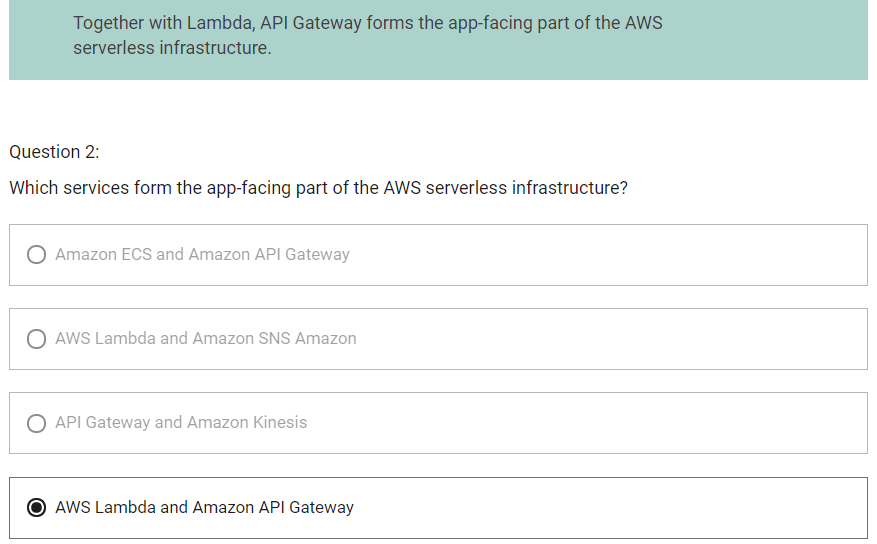 Together with Lambda, API Gateway forms the app-facing part of the AWS
serverless infrastructure.
Question 2:
Which services form the app-facing part of the AWS serverless infrastructure?
Amazon ECS and Amazon API Gateway
AWS Lambda and Amazon SNS Amazon
API Gateway and Amazon Kinesis
AWS Lambda and Amazon API Gateway